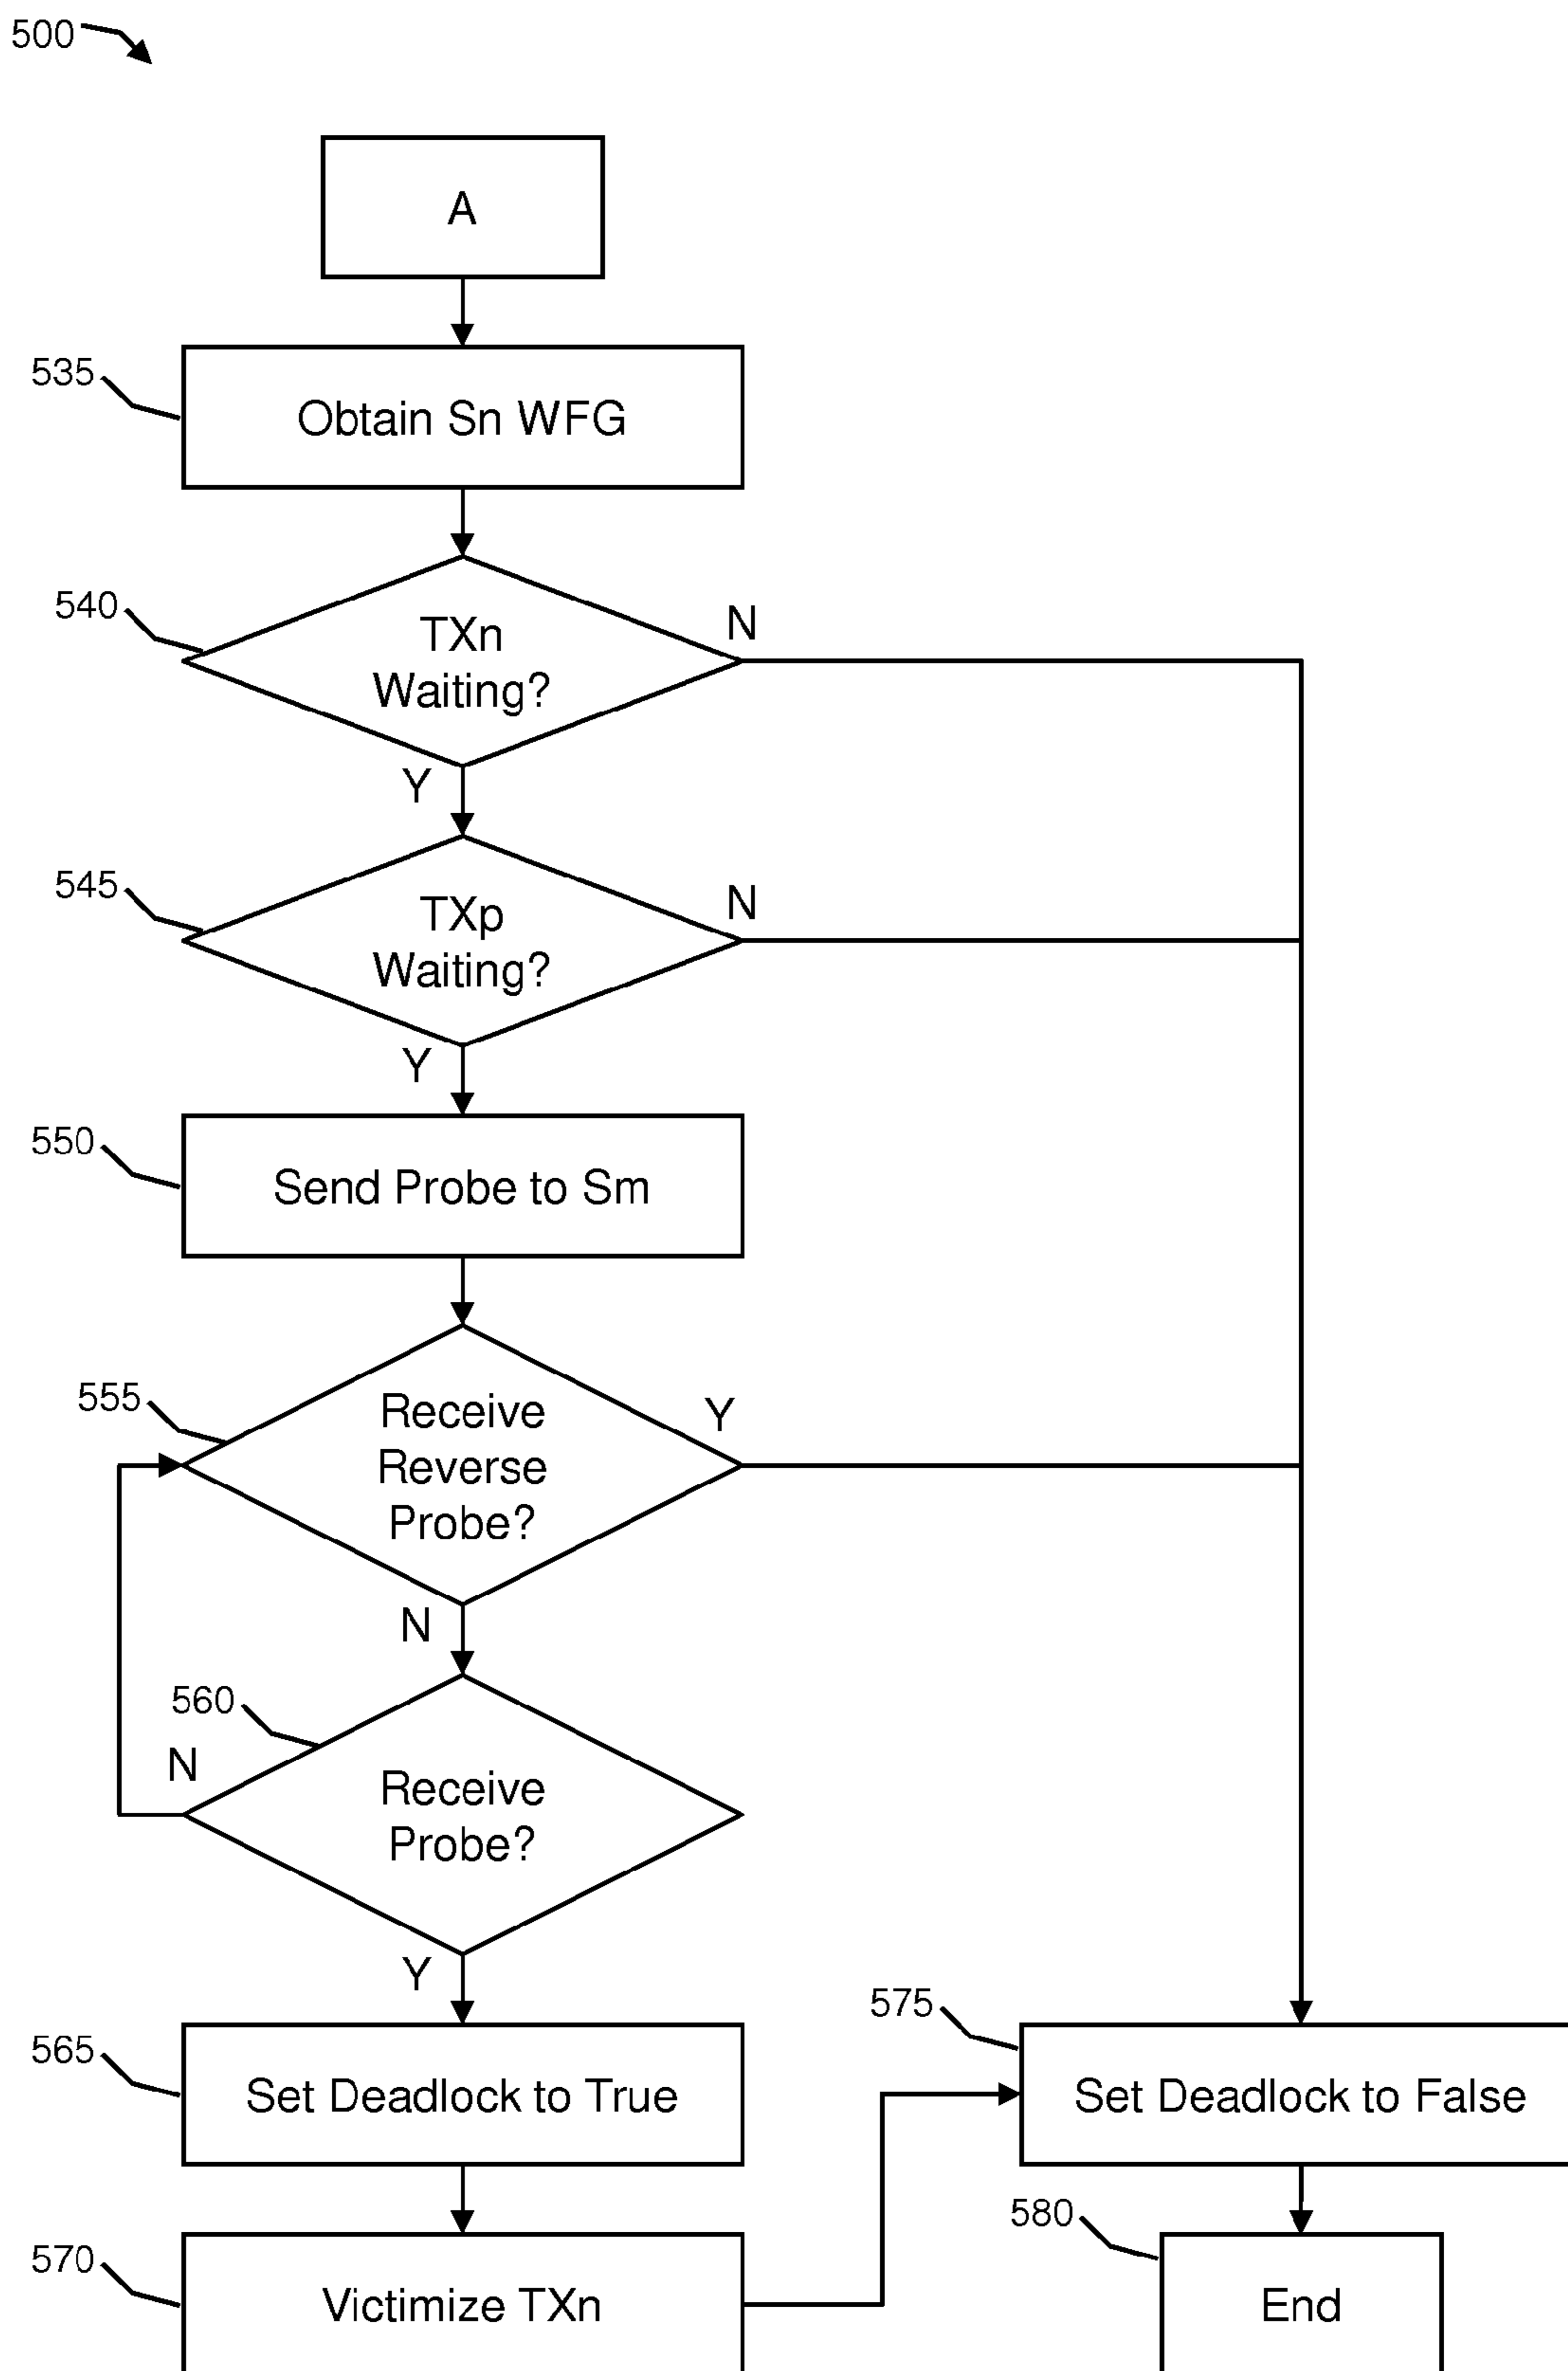 500
A
535
Obtain Sn WFG
540
TXn
Waiting?
N
Y
545
TXp
Waiting?
N
Y
550
Send Probe to Sm
555
Receive
Reverse
Probe?
Y
N
560
N
Receive
Probe?
Y
565
Set Deadlock to True
575
Set Deadlock to False
570
Victimize TXn
580
End